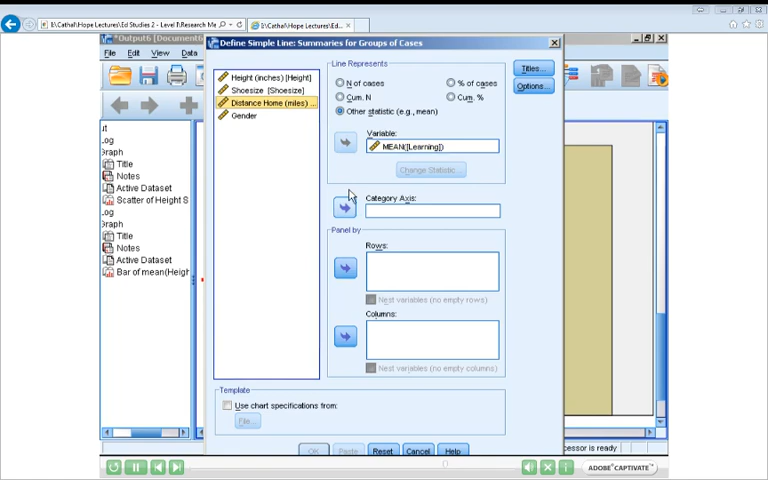 I:\Cathal\Hope Lectures\Ed Studies 2 - Level I\Research Me
I:\Cathal\Hope Lectures\Ed...
*Output6 [Document6
File Edit View Data
Define Simple Line: Summaries for Groups of Cases
Height (inches) [Height]
Shoesize [Shoesize]
Distance Home (miles) ...
Gender
Line Represents
N of cases
% of cases
Cum. N
Cum. %
Other statistic (e.g., mean)
Variable:
MEAN([Learning])
Change Statistic...
Titles...
Options...
Category Axis:
Panel by
Rows:
Nest variables (no empty rows)
Columns:
Nest variables (no empty columns)
Template
Use chart specifications from:
File...
OK Paste Reset Cancel Help
ut
Log
Graph
Title
Notes
Active Dataset
Scatter of Height S
Log
Graph
Title
Notes
Active Dataset
Bar of mean(Heigh
cessor is ready
ADOBE® CAPTIVATE™